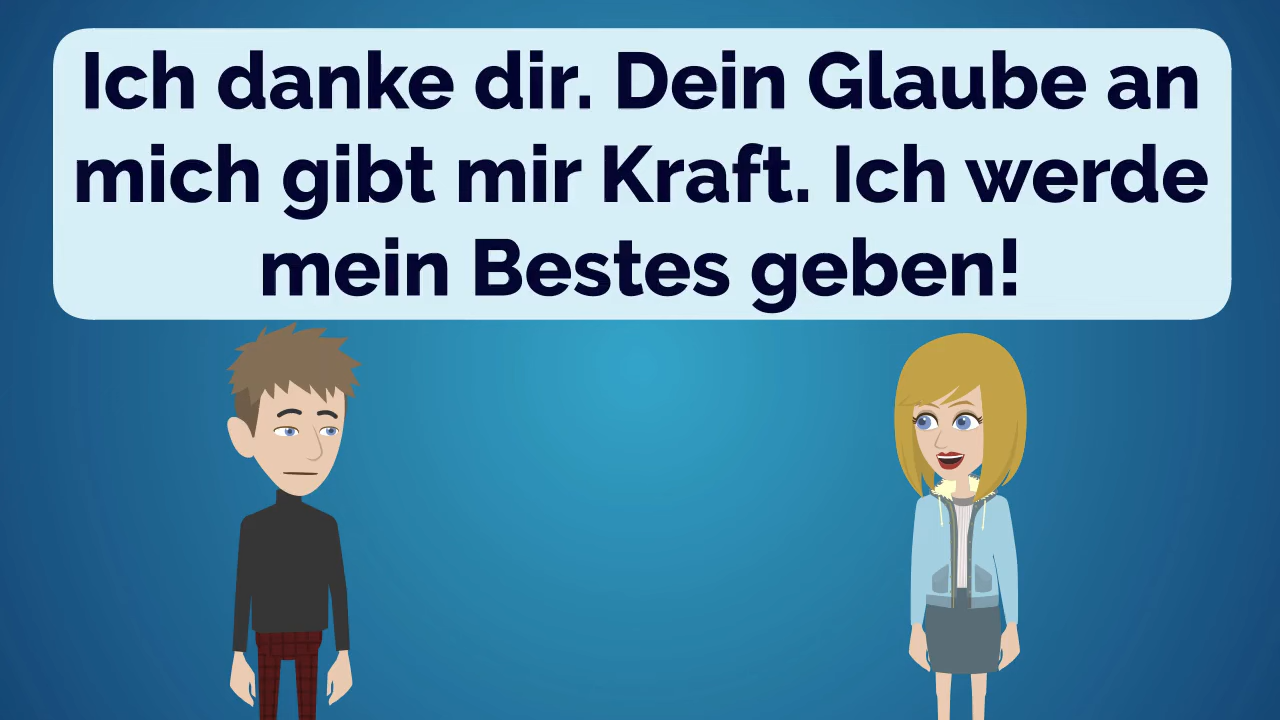 Ich danke dir. Dein Glaube an
mich gibt mir Kraft. Ich werde
mein Bestes geben!